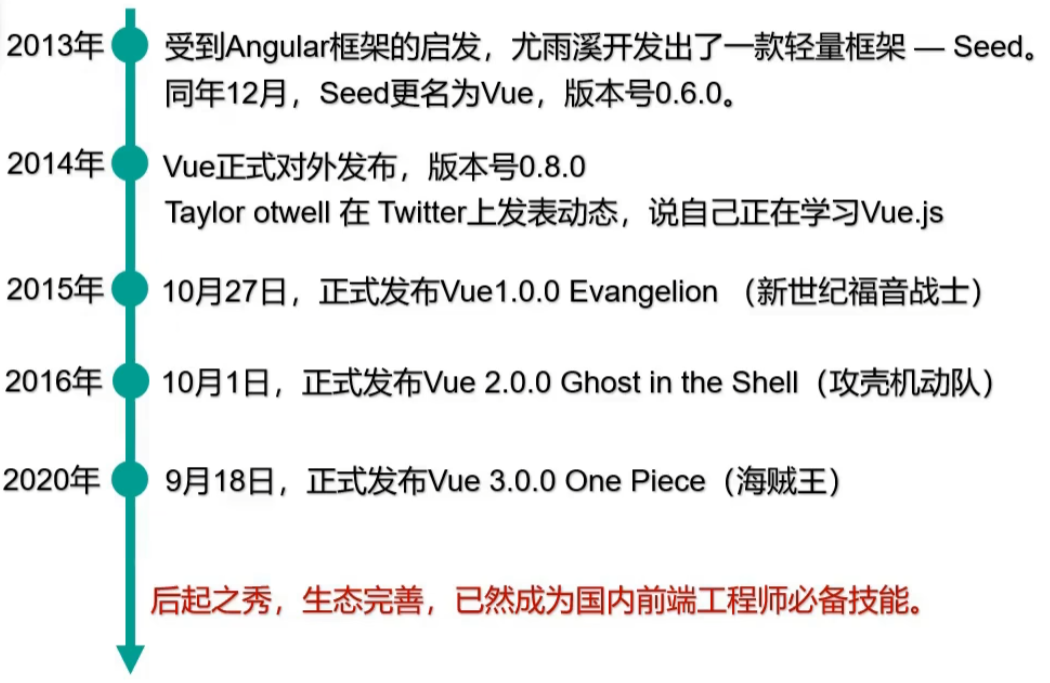 2013年 受到Angular框架的启发，尤雨溪开发出了一款轻量框架 — Seed。
同年12月，Seed更名为Vue，版本号0.6.0。
2014年 Vue正式对外发布，版本号0.8.0
Taylor otwell 在 Twitter上发表动态，说自己正在学习Vue.js
2015年 10月27日，正式发布Vue1.0.0 Evangelion （新世纪福音战士）
2016年 10月1日，正式发布Vue 2.0.0 Ghost in the Shell（攻壳机动队）
2020年 9月18日，正式发布Vue 3.0.0 One Piece（海贼王）
后起之秀，生态完善，已然成为国内前端工程师必备技能。